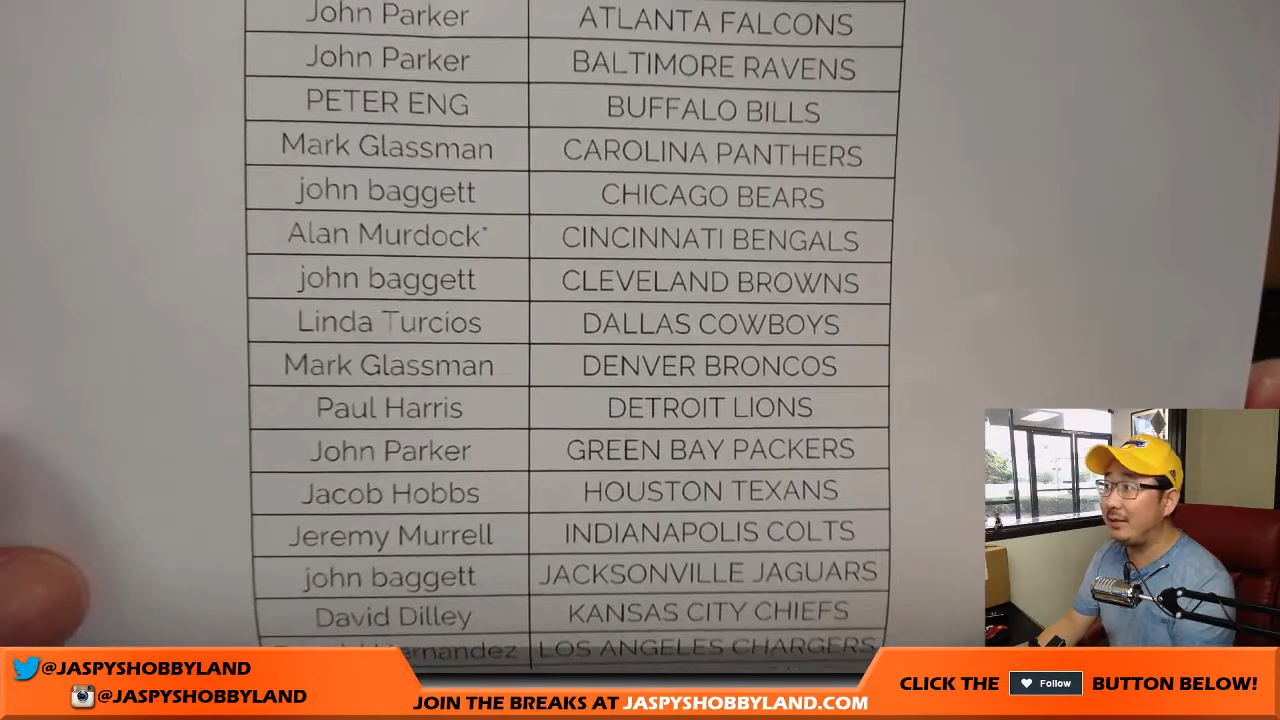 John Parker ATLANTA FALCONS
John Parker BALTIMORE RAVENS
PETER ENG BUFFALO BILLS
Mark Glassman CAROLINA PANTHERS
john baggett CHICAGO BEARS
Alan Murdock* CINCINNATI BENGALS
john baggett CLEVELAND BROWNS
Linda Turcios DALLAS COWBOYS
Mark Glassman DENVER BRONCOS
Paul Harris DETROIT LIONS
John Parker GREEN BAY PACKERS
Jacob Hobbs HOUSTON TEXANS
Jeremy Murrell INDIANAPOLIS COLTS
john baggett JACKSONVILLE JAGUARS
David Dilley KANSAS CITY CHIEFS
LOS ANGELES CHARGERS
@JASPYSHOBBYLAND
@JASPYSHOBBYLAND
JOIN THE BREAKS AT JASPYSHOBBYLAND.COM
CLICK THE Follow BUTTON BELOW!